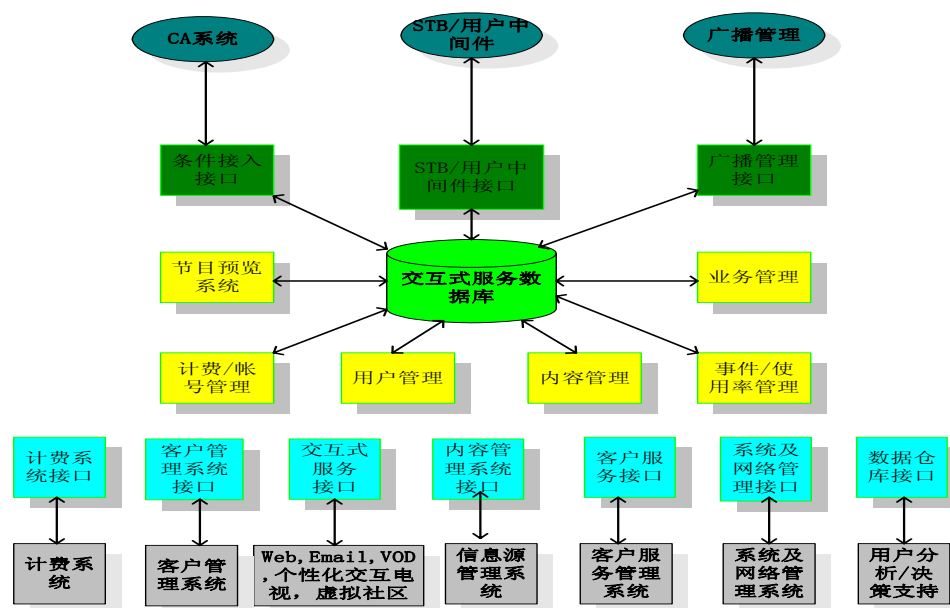 CA系统
STB/用户中
间件
广播管理
条件接入
接口
STB/用户中
间件接口
广播管理
接口
节目预览
系统
交互式服务数
据库
业务管理
计费/帐
号管理
用户管理
内容管理
事件/使
用率管理
计费系
统接口
客户管
理系统
接口
交互式
服务
接口
内容管
理系统
接口
客户服
务接口
系统及
网络管
理接口
数据仓
库接口
计费系
统
客户管
理系统
Web,Email,VOD
,个性化交互电
视，虚拟社区
信息源
管理系
统
客户服
务管理
系统
系统及
网络管
理系统
用户分
析/决
策支持